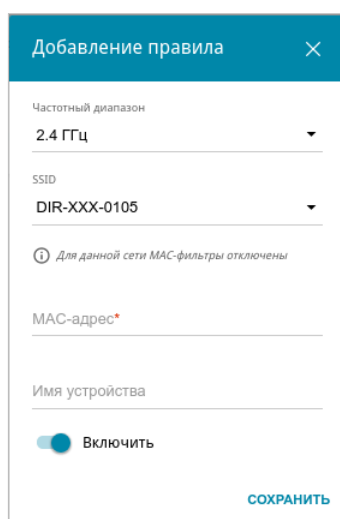 Добавление правила
Частотный диапазон
2.4 ГГц
SSID
DIR-XXX-0105
Для данной сети MAC-фильтры отключены
MAC-адрес*
Имя устройства
Включить
СОХРАНИТЬ